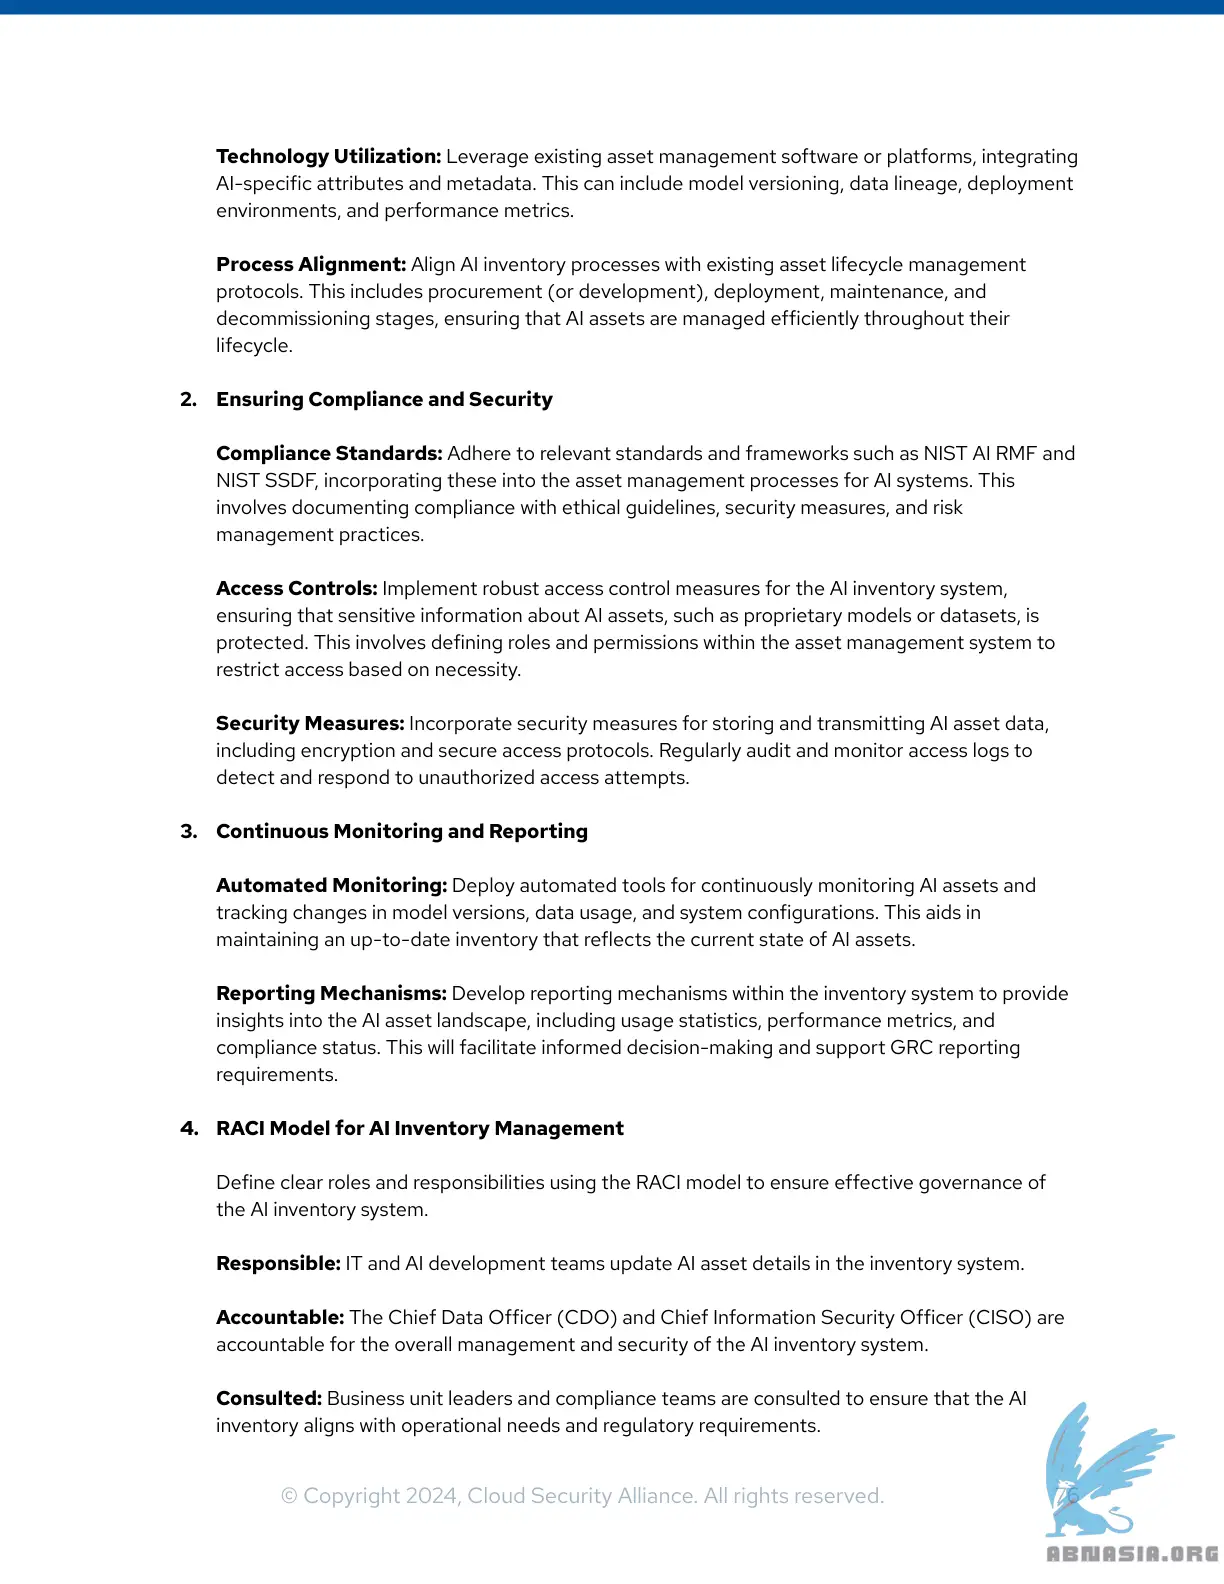 Technology Utilization: Leverage existing asset management software or platforms, integrating
AI-specific attributes and metadata. This can include model versioning, data lineage, deployment
environments, and performance metrics.
Process Alignment: Align AI inventory processes with existing asset lifecycle management
protocols. This includes procurement (or development), deployment, maintenance, and
decommissioning stages, ensuring that AI assets are managed efficiently throughout their
lifecycle.
2. Ensuring Compliance and Security
Compliance Standards: Adhere to relevant standards and frameworks such as NIST AI RMF and
NIST SSDF, incorporating these into the asset management processes for AI systems. This
involves documenting compliance with ethical guidelines, security measures, and risk
management practices.
Access Controls: Implement robust access control measures for the AI inventory system,
ensuring that sensitive information about AI assets, such as proprietary models or datasets, is
protected. This involves defining roles and permissions within the asset management system to
restrict access based on necessity.
Security Measures: Incorporate security measures for storing and transmitting AI asset data,
including encryption and secure access protocols. Regularly audit and monitor access logs to
detect and respond to unauthorized access attempts.
3. Continuous Monitoring and Reporting
Automated Monitoring: Deploy automated tools for continuously monitoring AI assets and
tracking changes in model versions, data usage, and system configurations. This aids in
maintaining an up-to-date inventory that reflects the current state of AI assets.
Reporting Mechanisms: Develop reporting mechanisms within the inventory system to provide
insights into the AI asset landscape, including usage statistics, performance metrics, and
compliance status. This will facilitate informed decision-making and support GRC reporting
requirements.
4. RACI Model for AI Inventory Management
Define clear roles and responsibilities using the RACI model to ensure effective governance of
the AI inventory system.
Responsible: IT and AI development teams update AI asset details in the inventory system.
Accountable: The Chief Data Officer (CDO) and Chief Information Security Officer (CISO) are
accountable for the overall management and security of the AI inventory system.
Consulted: Business unit leaders and compliance teams are consulted to ensure that the AI
inventory aligns with operational needs and regulatory requirements.
© Copyright 2024, Cloud Security Alliance. All rights reserved. 76
ABNASIA.ORG